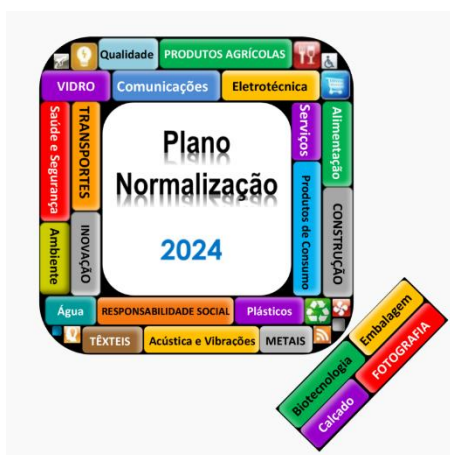 Qualidade
PRODUTOS AGRÍCOLAS
VIDRO
Comunicações
Eletrotécnica
Saúde e Segurança
TRANSPORTES
Serviços
Alimentação
Plano
Normalização
2024
Ambiente
INOVAÇÃO
Produtos de Consumo
CONSTRUÇÃO
Água
RESPONSABILIDADE SOCIAL
Plásticos
TÊXTEIS
Acústica e Vibrações
METAIS
Biotecnologia
Embalagem
Calçado
FOTOGRAFIA